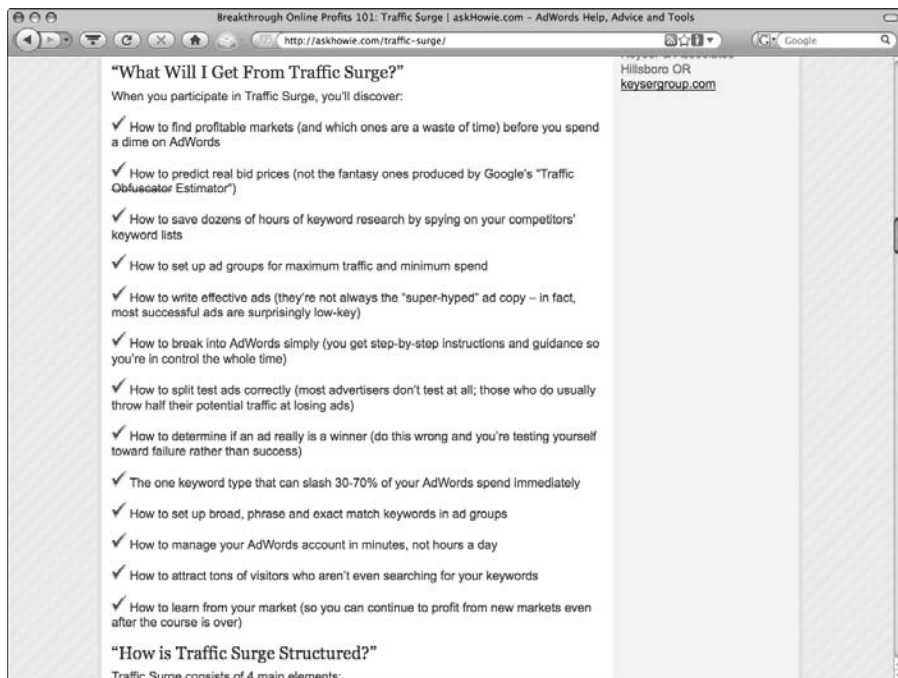 Breakthrough Online Profits 101: Traffic Surge | askHowie.com – AdWords Help, Advice and Tools
http://askhowie.com/traffic-surge/
G
Google
“What Will I Get From Traffic Surge?”
When you participate in Traffic Surge, you’ll discover:
✓ How to find profitable markets (and which ones are a waste of time) before you spend
a dime on AdWords
✓ How to predict real bid prices (not the fantasy ones produced by Google’s “Traffic
Obfuscator Estimator”)
✓ How to save dozens of hours of keyword research by spying on your competitors’
keyword lists
✓ How to set up ad groups for maximum traffic and minimum spend
✓ How to write effective ads (they’re not always the “super-hyped” ad copy – in fact,
most successful ads are surprisingly low-key)
✓ How to break into AdWords simply (you get step-by-step instructions and guidance so
you’re in control the whole time)
✓ How to split test ads correctly (most advertisers don’t test at all; those who do usually
throw half their potential traffic at losing ads)
✓ How to determine if an ad really is a winner (do this wrong and you’re testing yourself
toward failure rather than success)
✓ The one keyword type that can slash 30-70% of your AdWords spend immediately
✓ How to set up broad, phrase and exact match keywords in ad groups
✓ How to manage your AdWords account in minutes, not hours a day
✓ How to attract tons of visitors who aren’t even searching for your keywords
✓ How to learn from your market (so you can continue to profit from new markets even
after the course is over)
“How is Traffic Surge Structured?”
Traffic Surge consists of 4 main elements:
Hillsboro OR
keysergroup.com